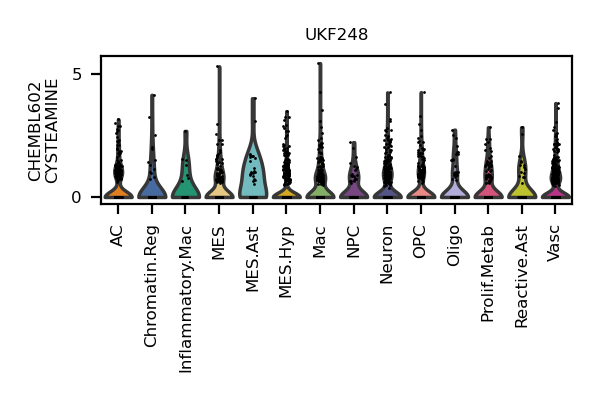 UKF248
CHEMBL602
CYSTEAMINE
5
0
AC
Chromatin.Reg
Inflammatory.Mac
MES
MES.Ast
MES.Hyp
Mac
NPC
Neuron
OPC
Oligo
Prolif.Metab
Reactive.Ast
Vasc